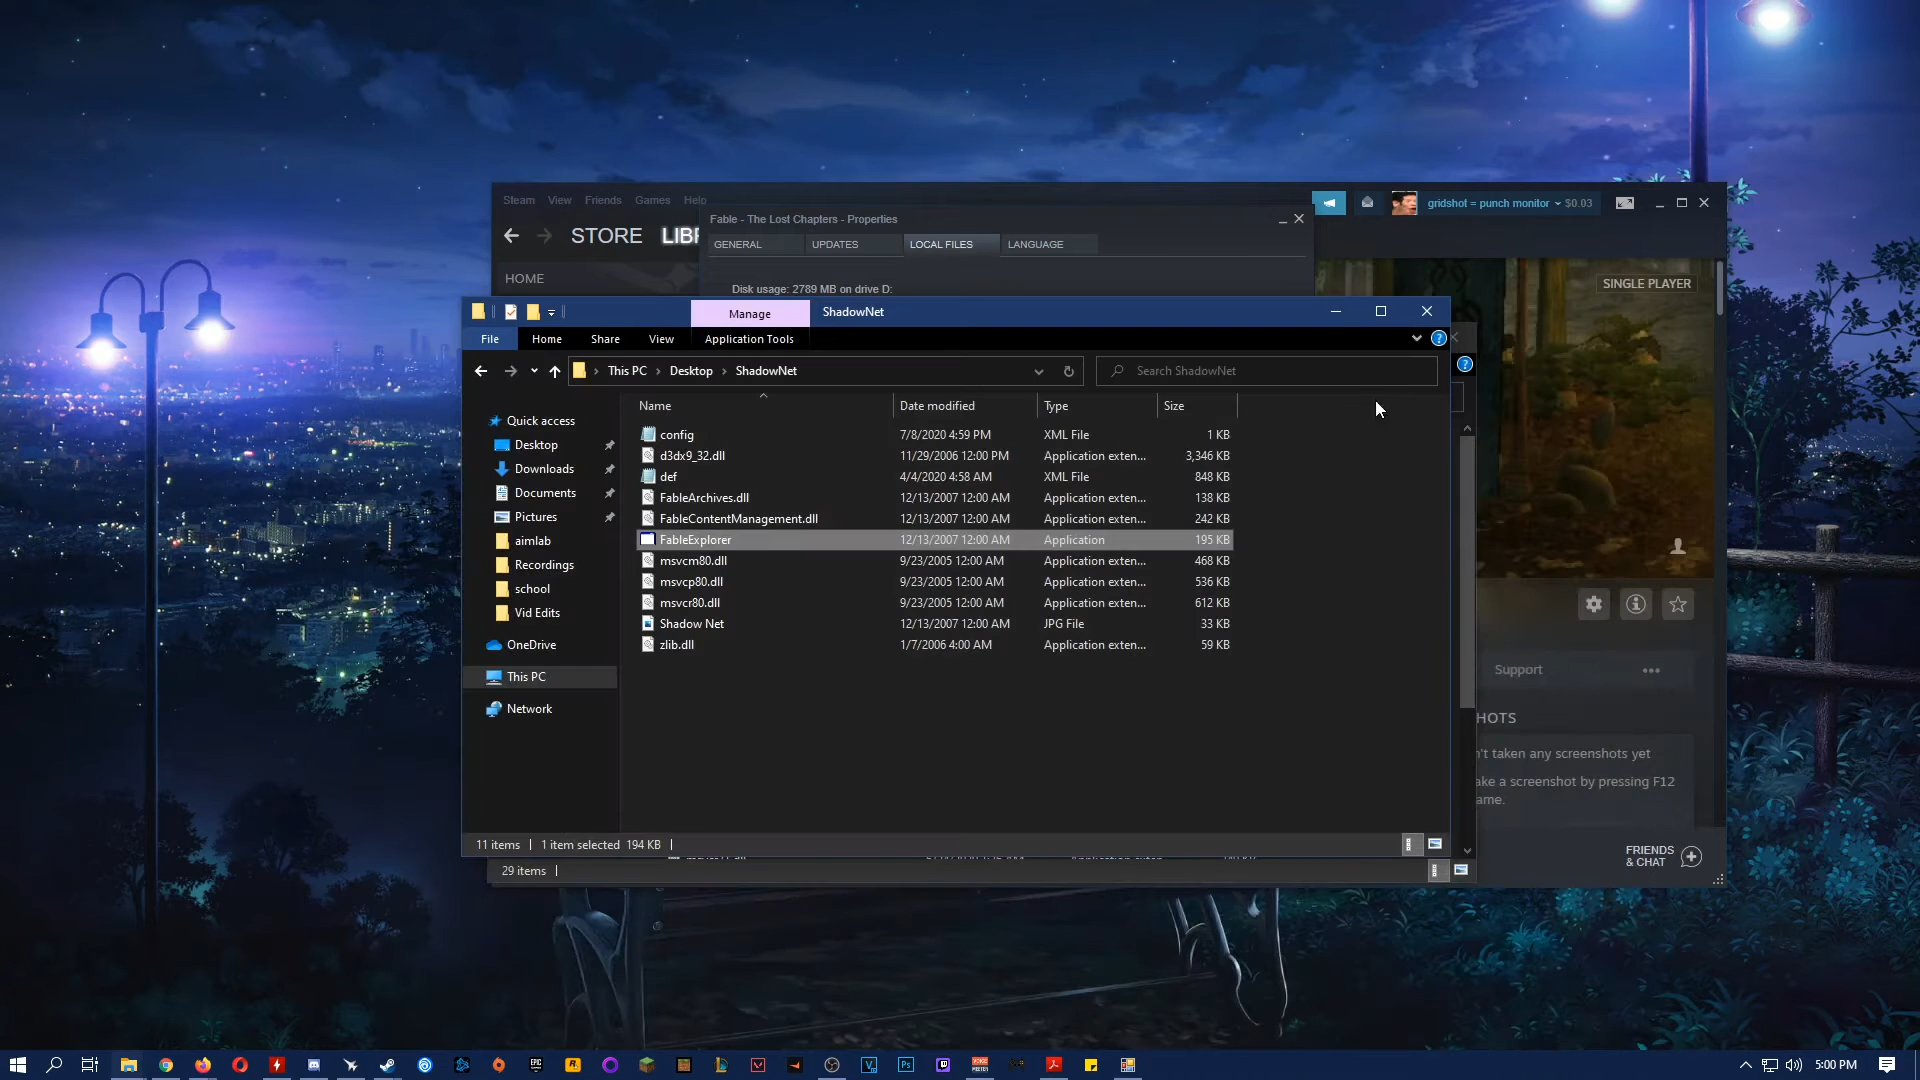 Steam View Friends Games Help
gridshot = punch monitor $0.03
Fable - The Lost Chapters - Properties
STORE
GENERAL UPDATES LOCAL FILES LANGUAGE
HOME
Disk usage: 2789 MB on drive D:
SINGLE PLAYER
Manage ShadowNet
File Home Share View Application Tools
This PC Desktop ShadowNet Search ShadowNet
Name Date modified Type Size
config 7/8/2020 4:59 PM XML File 1 KB
d3dx9_32.dll 11/29/2006 12:00 PM Application exten... 3,346 KB
def 4/4/2020 4:58 AM XML File 848 KB
FableArchives.dll 12/13/2007 12:00 AM Application exten... 138 KB
FableContentManagement.dll 12/13/2007 12:00 AM Application exten... 242 KB
FableExplorer 12/13/2007 12:00 AM Application 195 KB
msvcm80.dll 9/23/2005 12:00 AM Application exten... 468 KB
msvcp80.dll 9/23/2005 12:00 AM Application exten... 536 KB
msvcr80.dll 9/23/2005 12:00 AM Application exten... 612 KB
Shadow Net 12/13/2007 12:00 AM JPG File 33 KB
zlib.dll 1/7/2006 4:00 AM Application exten... 59 KB
Quick access
Desktop
Downloads
Documents
Pictures
aimlab
Recordings
school
Vid Edits
OneDrive
This PC
Network
Support
HOTS
't taken any screenshots yet
ake a screenshot by pressing F12
ame.
FRIENDS
& CHAT
11 items 1 item selected 194 KB
29 items
5:00 PM